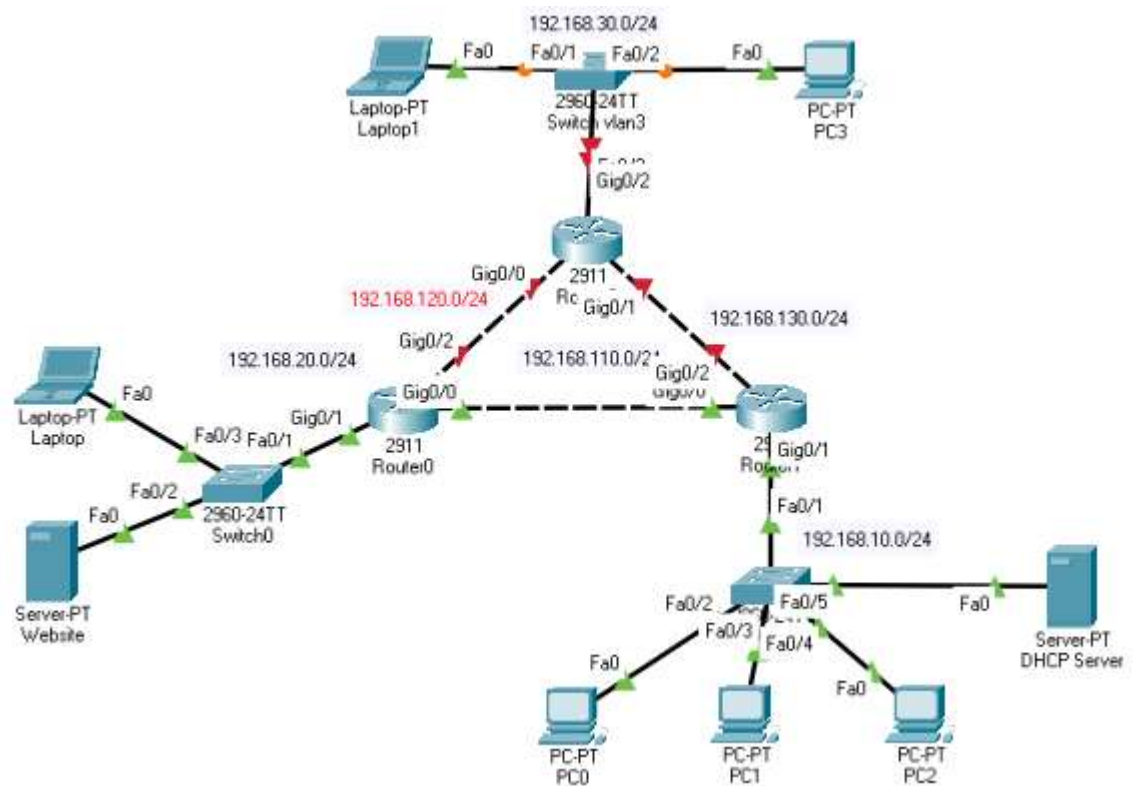 192.168.30.0/24
Fa0
Fa0/1
Fa0/2
Fa0
Laptop-PT
Laptop1
2960-24TT
Switch vlan3
PC-PT
PC3
Gig0/2
Gig0/0
2911
Gig0/1
192.168.120.0/24
192.168.130.0/24
Gig0/2
192.168.110.0/24
192.168.20.0/24
Gig0/2
Gig0/0
Fa0
Laptop-PT
Laptop
Gig0/1
Fa0/3
Fa0/1
2911
Router0
Gig0/1
Fa0/2
Fa0
2960-24TT
Switch0
Fa0/1
192.168.10.0/24
Server-PT
Website
Fa0/2
Fa0/5
Fa0
Fa0/3
Fa0/4
Server-PT
DHCP Server
Fa0
Fa0
PC-PT
PC0
PC-PT
PC1
PC-PT
PC2